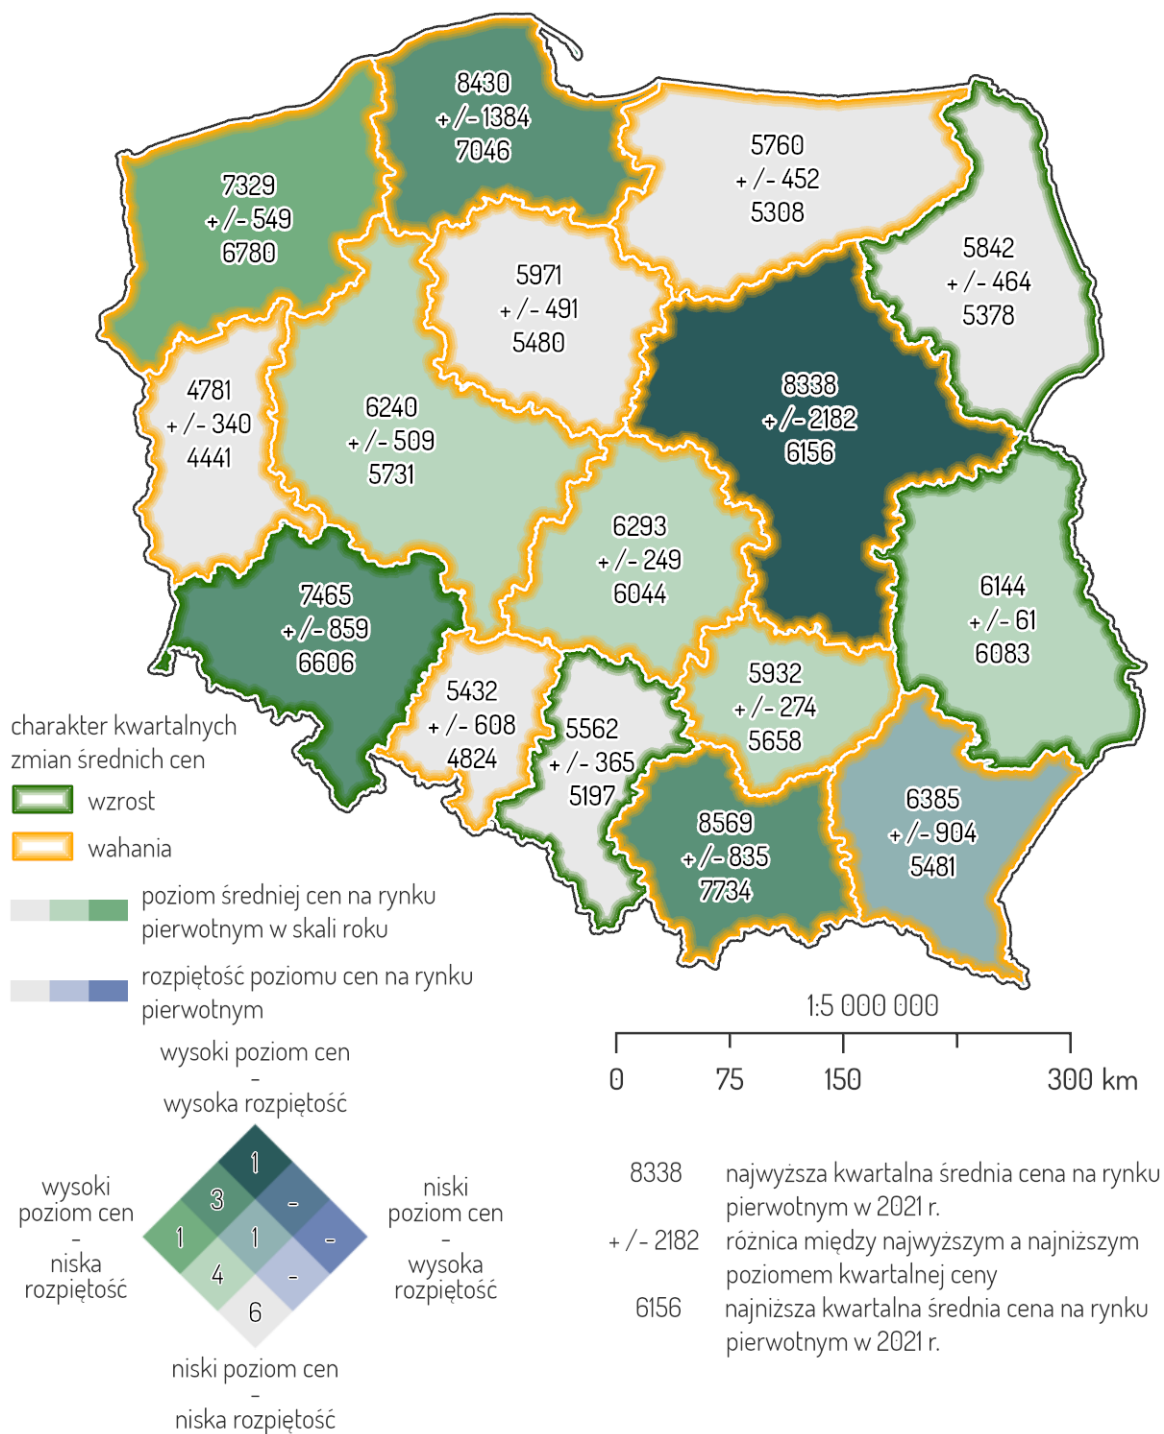 8430
+/- 1384
7046
5760
+/- 452
5308
7329
+/- 549
6780
5842
+/- 464
5378
5971
+/- 491
5480
8338
+/- 2182
6156
4781
+/- 340
4441
6240
+/- 509
5731
6293
+/- 249
6044
6144
+/- 61
6083
7465
+/- 859
6606
5432
+/- 608
4824
5562
+/- 365
5197
5932
+/- 274
5658
8569
+/- 835
7734
6385
+/- 904
5481
charakter kwartalnych
zmian średnich cen
wzrost
wahania
poziom średniej cen na rynku
pierwotnym w skali roku
rozpiętość poziomu cen na rynku
pierwotnym
wysoki poziom cen
-
wysoka rozpiętość
wysoki
poziom cen
-
niska
rozpiętość
1
3
-
1
1
-
4
-
6
niski
poziom cen
-
wysoka
rozpiętość
niski poziom cen
-
niska rozpiętość
1:5 000 000
0 75 150 300 km
8338 najwyższa kwartalna średnia cena na rynku
pierwotnym w 2021 r.
+/- 2182 różnica między najwyższym a najniższym
poziomem kwartalnej ceny
6156 najniższa kwartalna średnia cena na rynku
pierwotnym w 2021 r.